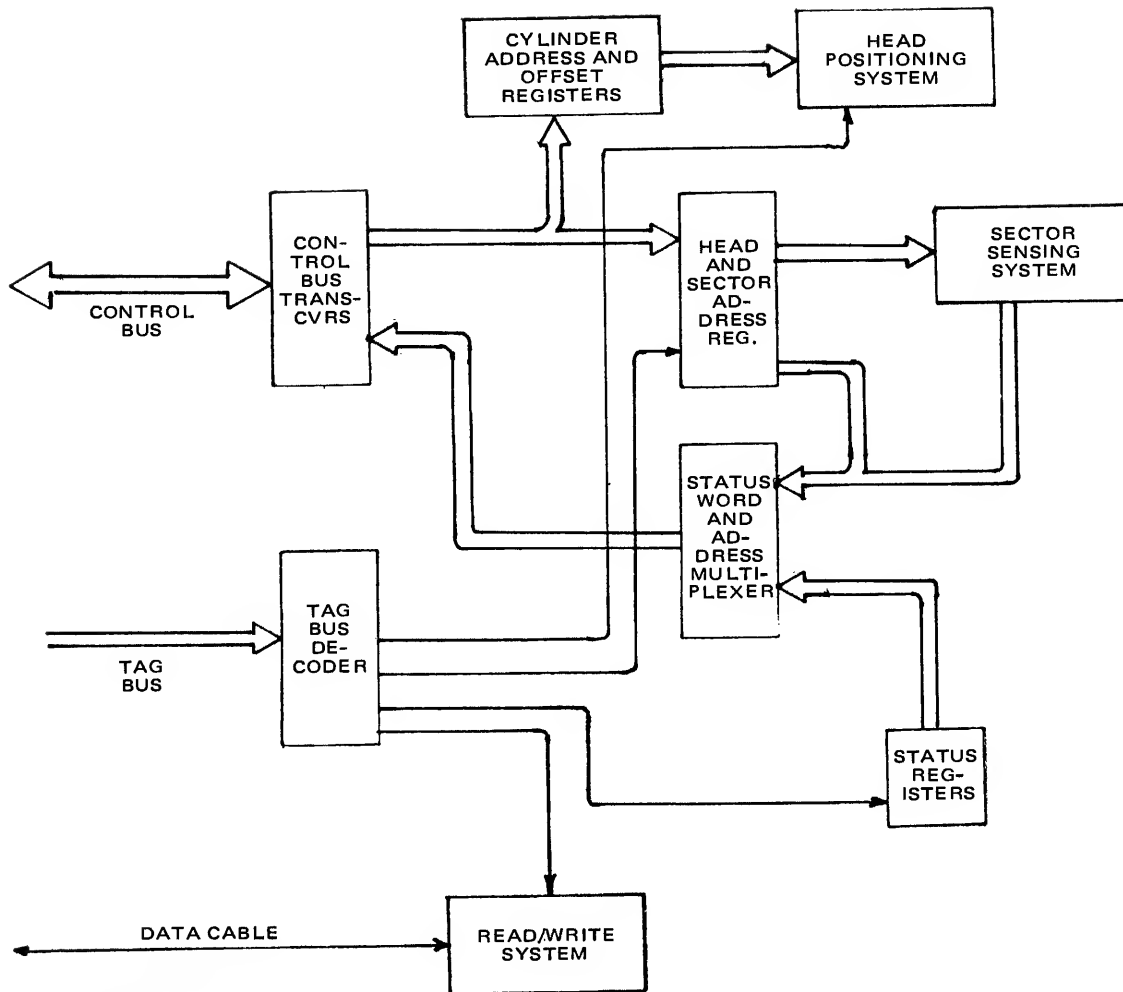 CYLINDER
ADDRESS AND
OFFSET
REGISTERS
HEAD
POSITIONING
SYSTEM
CON-
TROL
BUS
TRANS-
CVRS
HEAD
AND
SECTOR
AD-
DRESS
REG.
SECTOR
SENSING
SYSTEM
CONTROL
BUS
STATUS
WORD
AND
AD-
DRESS
MULTI-
PLEXER
TAG
BUS
DE-
CODER
TAG
BUS
STATUS
REG-
ISTERS
DATA CABLE
READ/WRITE
SYSTEM